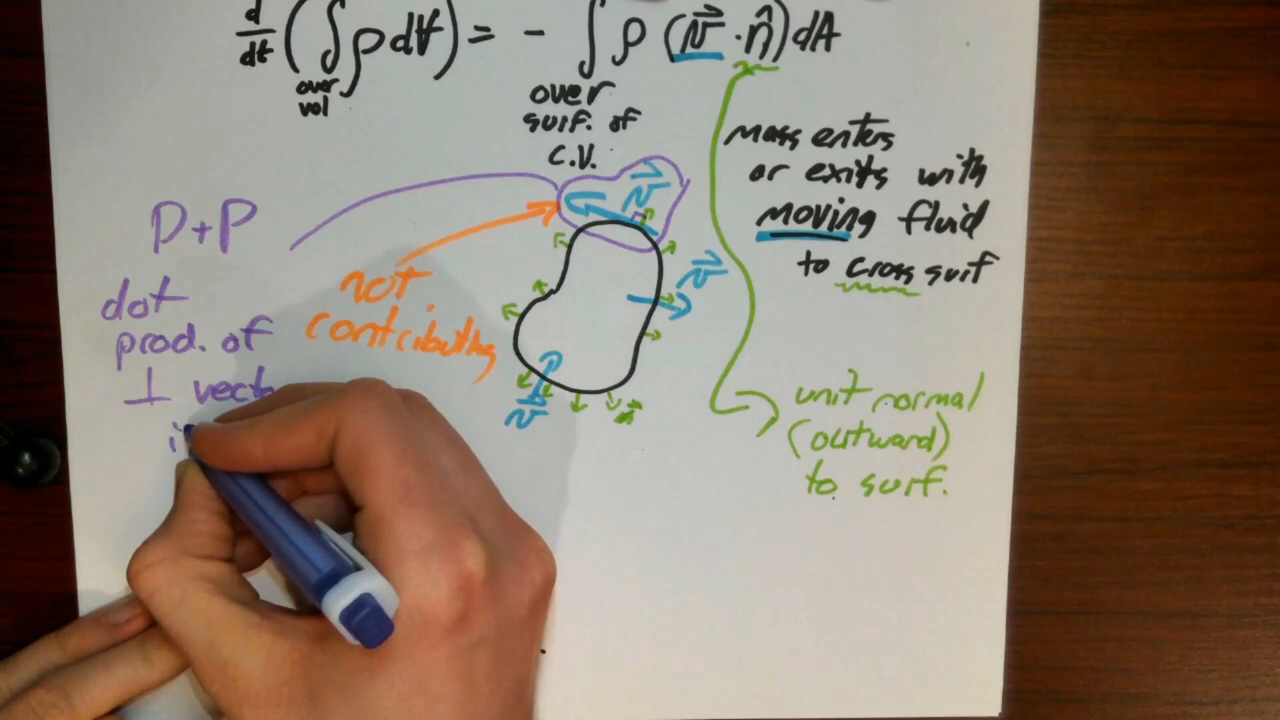 d/dt (∫ρdV) = - ∫ρ (v⃗ · n̂)dA
over
vol
over
surf. of
C.V.
mass enters
or exits with
moving fluid
to cross surf
P+P
dot
prod. of
⊥ vect
i
not
contributing
v⃗
v⃗
v⃗
unit normal
(outward)
to surf.